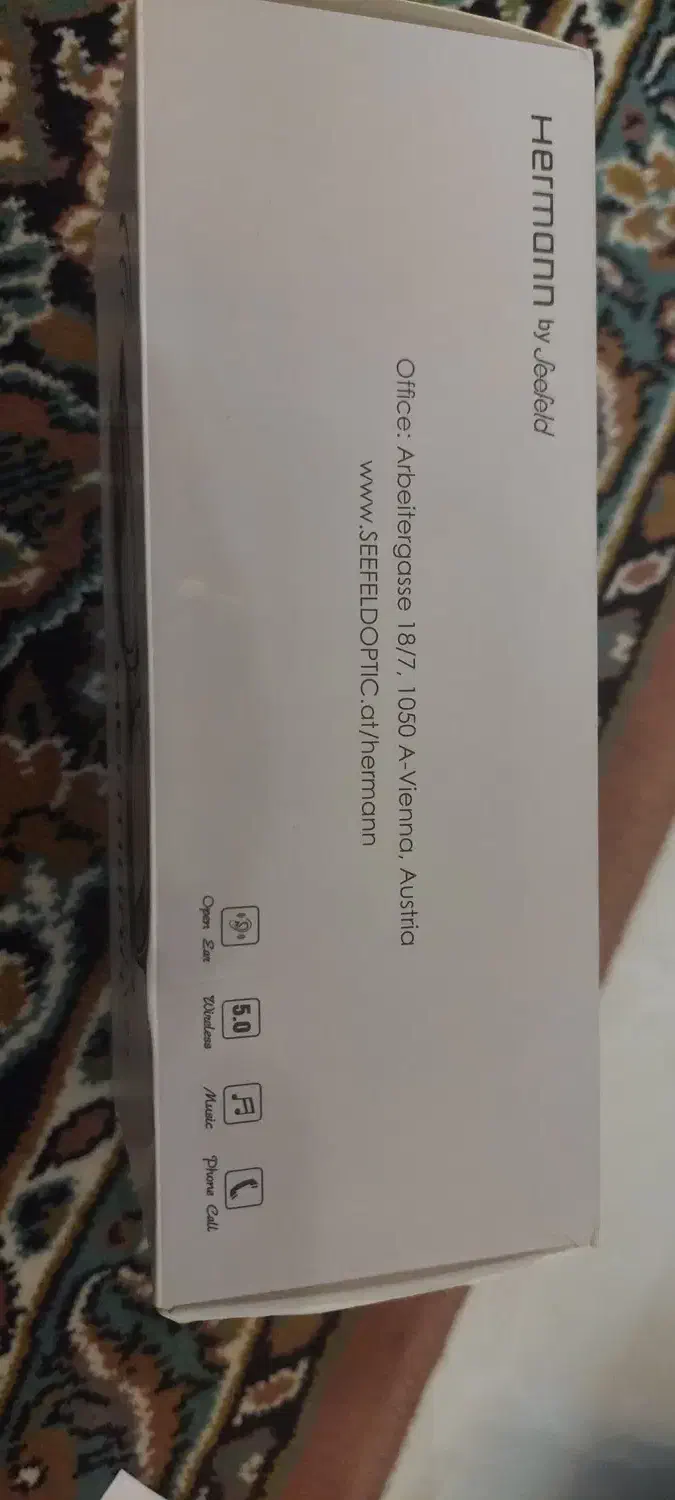 Hermann by Seefeld
Office: Arbeitergasse 18/7, 1050 A-Vienna, Austria
www.SEEFELDOPTIC.at/hermann
5.0
Open Ear Wireless Music Phone Call